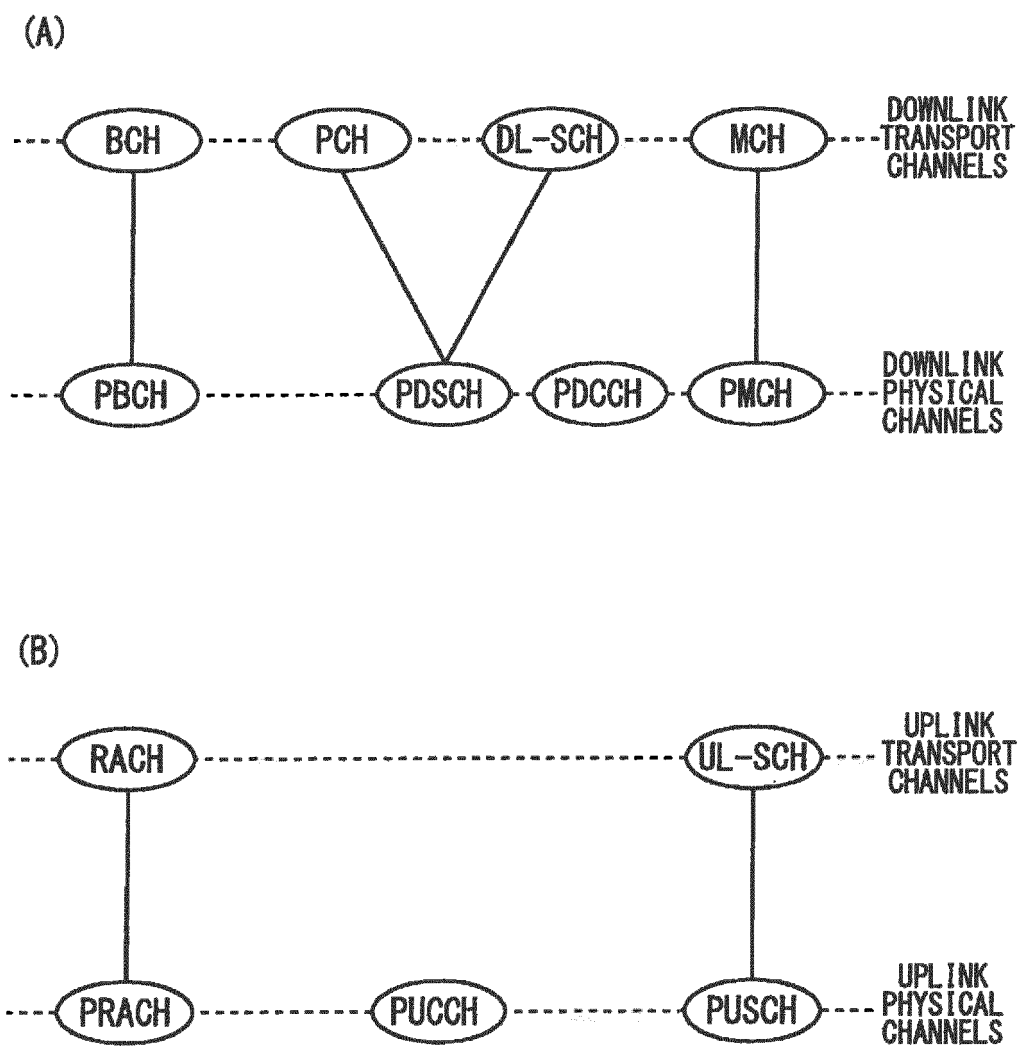 (A)
BCH
PCH
DL-SCH
MCH
DOWNLINK
TRANSPORT
CHANNELS
PBCH
PDSCH
PDCCH
PMCH
DOWNLINK
PHYSICAL
CHANNELS
(B)
RACH
UL-SCH
UPLINK
TRANSPORT
CHANNELS
PRACH
PUCCH
PUSCH
UPLINK
PHYSICAL
CHANNELS